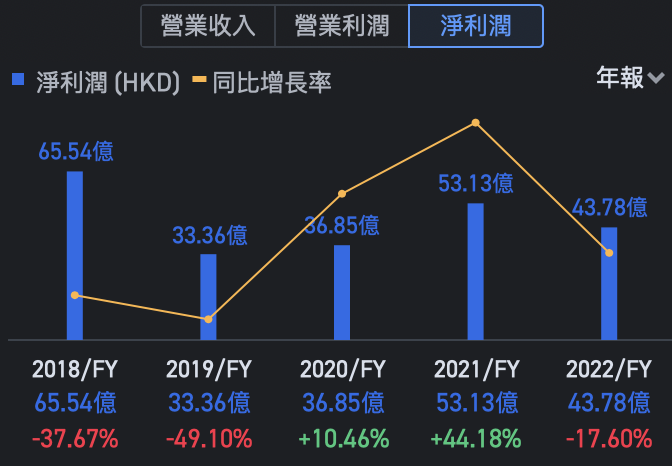 營業收入 營業利潤 淨利潤
淨利潤 (HKD) 同比增長率 年報
65.54億
53.13億
43.78億
36.85億
33.36億
2018/FY 2019/FY 2020/FY 2021/FY 2022/FY
65.54億 33.36億 36.85億 53.13億 43.78億
-37.67% -49.10% +10.46% +44.18% -17.60%